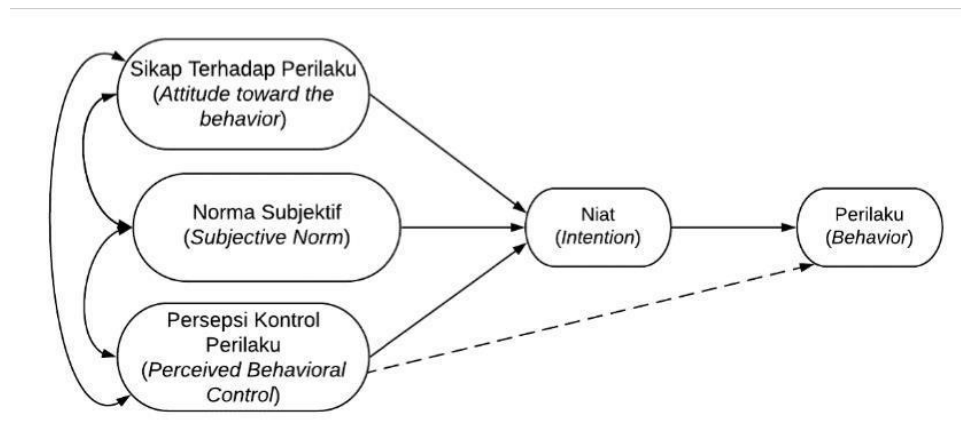 Sikap Terhadap Perilaku
(Attitude toward the
behavior)
Norma Subjektif
(Subjective Norm)
Persepsi Kontrol
Perilaku
(Perceived Behavioral
Control)
Niat
(Intention)
Perilaku
(Behavior)